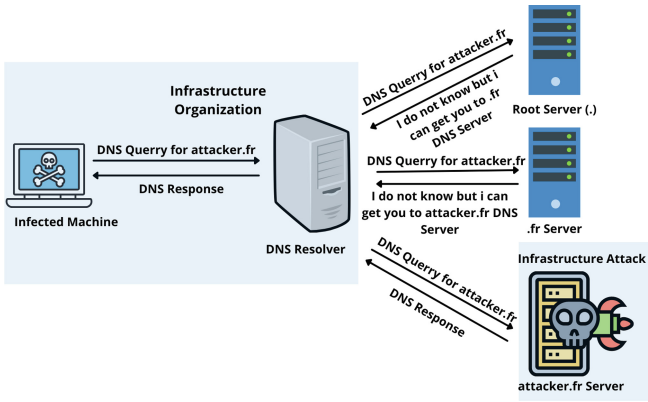 Infrastructure
Organization
DNS Querry for attacker.fr
DNS Response
Infected Machine
DNS Resolver
DNS Querry for attacker.fr
I do not know but i
can get you to .fr
DNS Server
Root Server (.)
DNS Querry for attacker.fr
I do not know but i can
get you to attacker.fr DNS
Server
.fr Server
DNS Querry for attacker.fr
DNS Response
Infrastructure Attack
attacker.fr Server